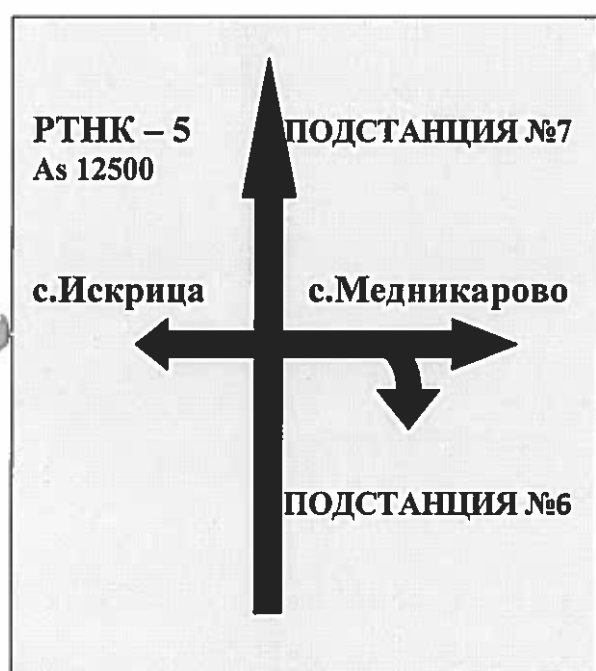 РТНК – 5
As 12500
ПОДСТАНЦИЯ №7
с.Искрица
с.Медникарово
ПОДСТАНЦИЯ №6